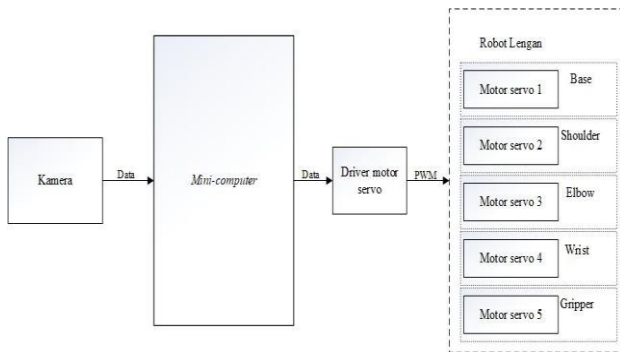 Robot Lengan
Motor servo 1
Base
Motor servo 2
Shoulder
Motor servo 3
Elbow
Motor servo 4
Wrist
Motor servo 5
Gripper
Kamera
Data
Mini-computer
Data
Driver motor
servo
PWM